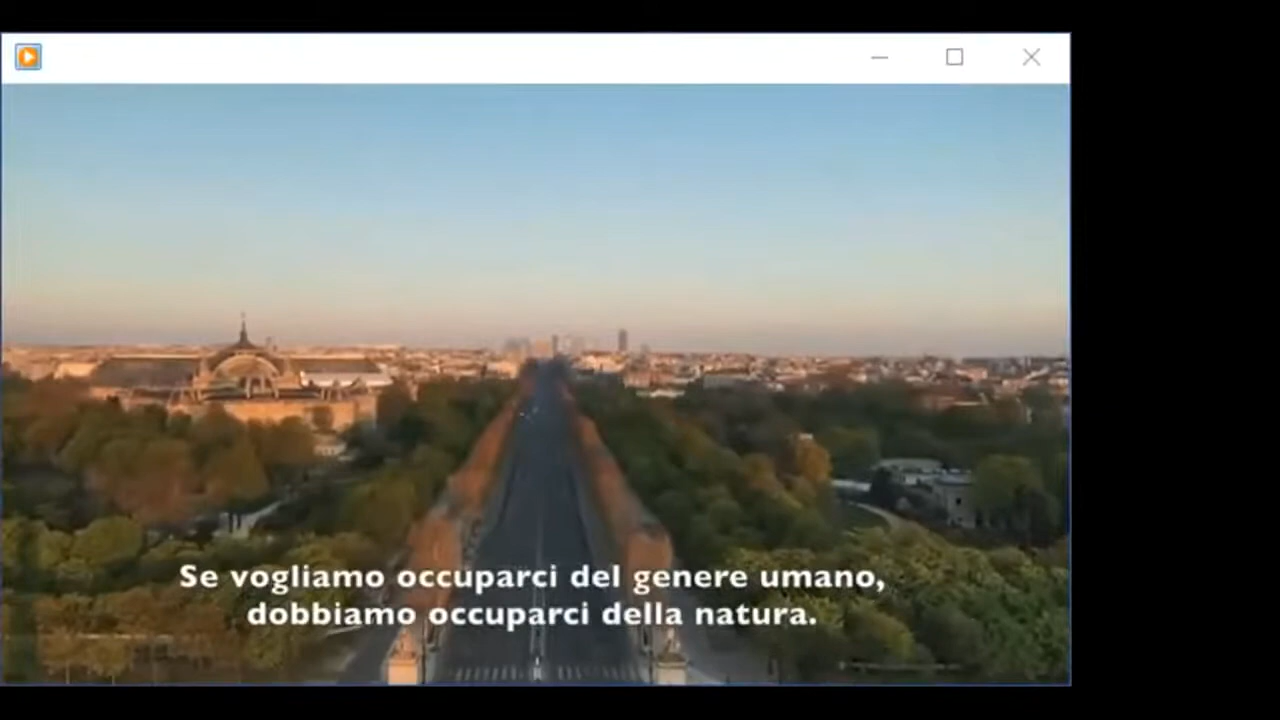 Se vogliamo occuparci del genere umano,
dobbiamo occuparci della natura.